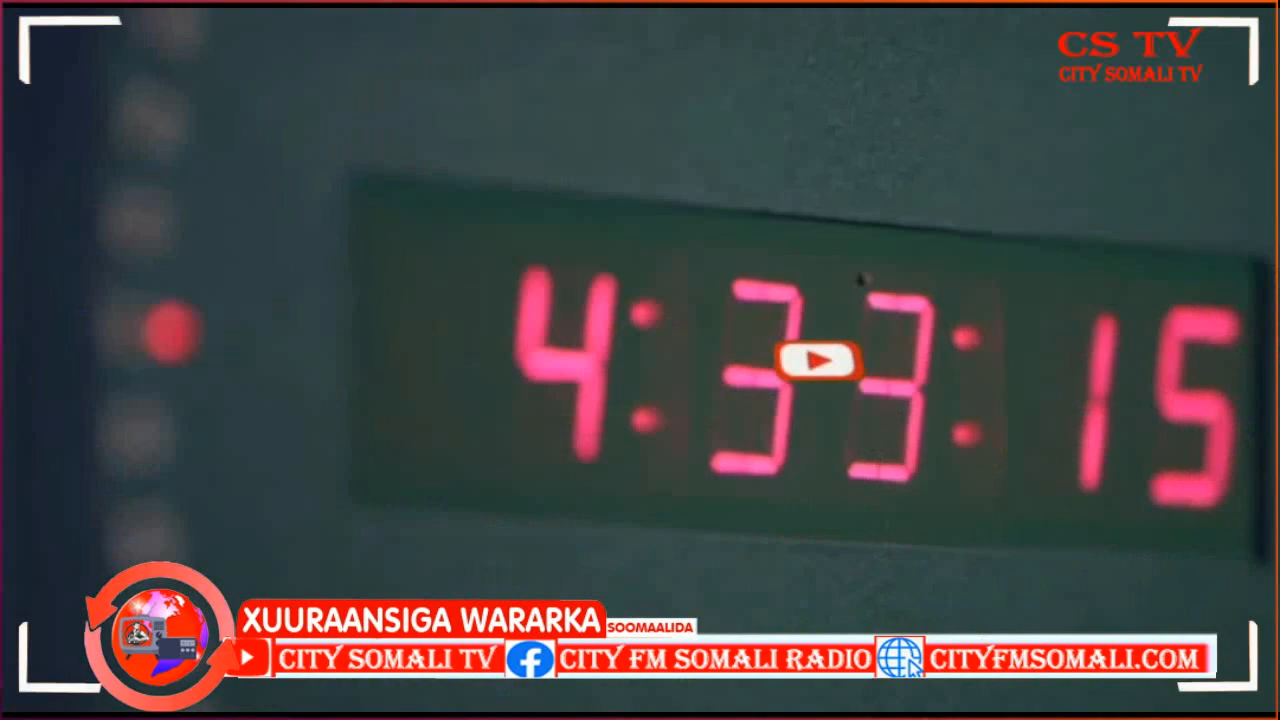 CS TV
CITY SOMALI TV
4:33:15
XUURAANSIGA WARARKA
SOOMAALIDA
CITY SOMALI TV CITY FM SOMALI RADIO CITYFMSOMALI.COM